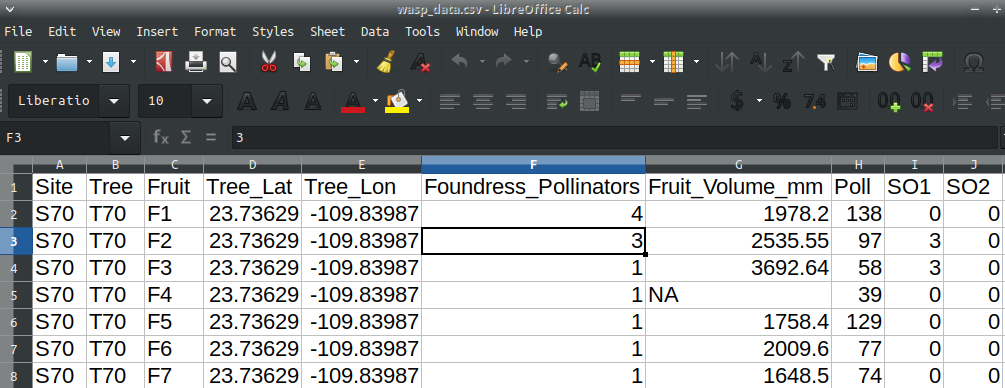 wasp_data.csv - LibreOffice Calc
File Edit View Insert Format Styles Sheet Data Tools Window Help
Liberatio 10 A A A A $ % 7.4
F3 fx Σ = 3
A B C D E F G H I J
1 Site Tree Fruit Tree_Lat Tree_Lon Foundress_Pollinators Fruit_Volume_mm Poll SO1 SO2
2 S70 T70 F1 23.73629 -109.83987 4 1978.2 138 0 0
3 S70 T70 F2 23.73629 -109.83987 3 2535.55 97 3 0
4 S70 T70 F3 23.73629 -109.83987 1 3692.64 58 3 0
5 S70 T70 F4 23.73629 -109.83987 1 NA 39 0 0
6 S70 T70 F5 23.73629 -109.83987 1 1758.4 129 0 0
7 S70 T70 F6 23.73629 -109.83987 1 2009.6 77 0 0
8 S70 T70 F7 23.73629 -109.83987 1 1648.5 74 0 0